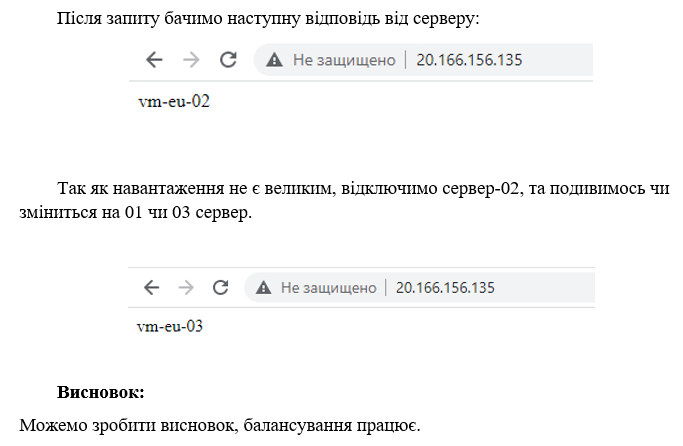 Після запиту бачимо наступну відповідь від серверу:
Не защищено | 20.166.156.135
vm-eu-02
Так як навантаження не є великим, відключимо сервер-02, та подивимось чи
зміниться на 01 чи 03 сервер.
Не защищено | 20.166.156.135
vm-eu-03
Висновок:
Можемо зробити висновок, балансування працює.